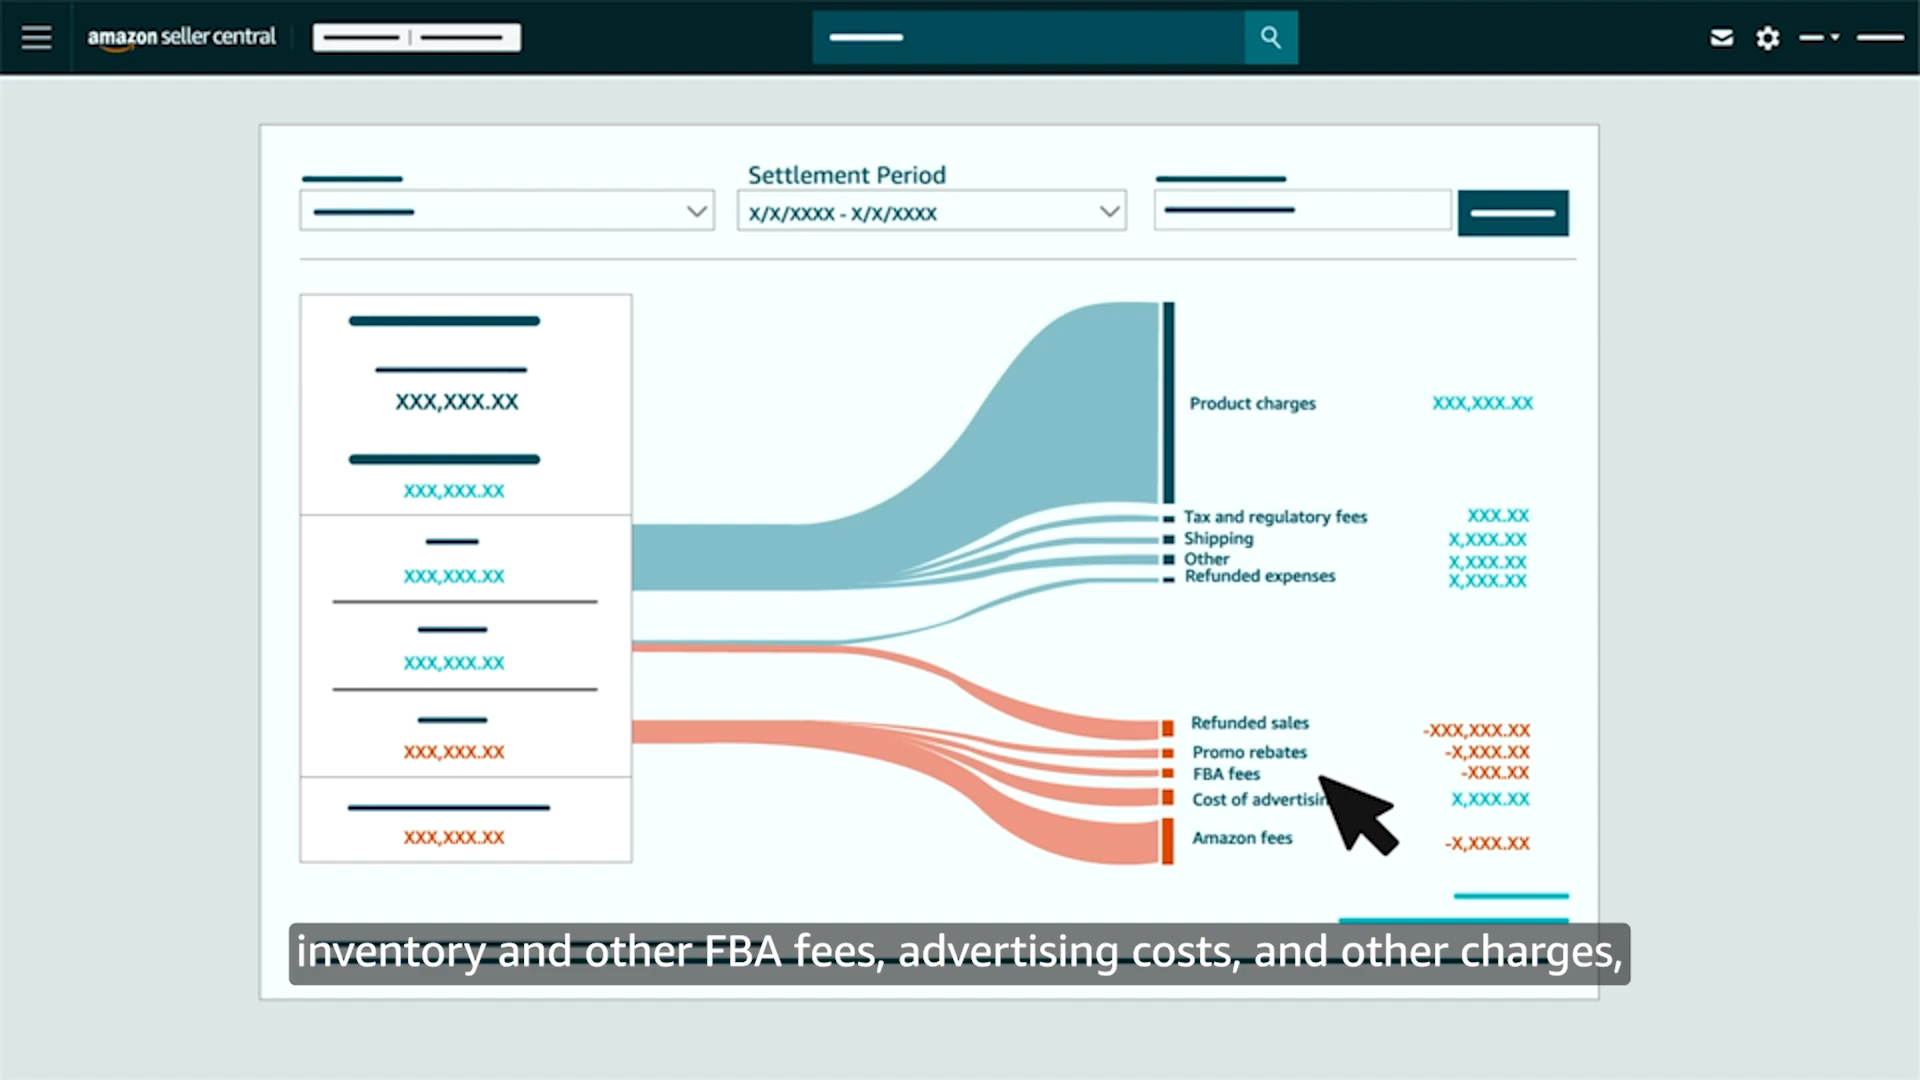 amazon seller central
Settlement Period
X/X/XXXX - X/X/XXXX
XXX,XXX.XX
XXX,XXX.XX
XXX,XXX.XX
XXX,XXX.XX
XXX,XXX.XX
XXX,XXX.XX
Product charges XXX,XXX.XX
Tax and regulatory fees XXX.XX
Shipping X,XXX.XX
Other X,XXX.XX
Refunded expenses X,XXX.XX
Refunded sales -XXX,XXX.XX
Promo rebates -X,XXX.XX
FBA fees -XXX.XX
Cost of advertisin X,XXX.XX
Amazon fees -X,XXX.XX
inventory and other FBA fees, advertising costs, and other charges,